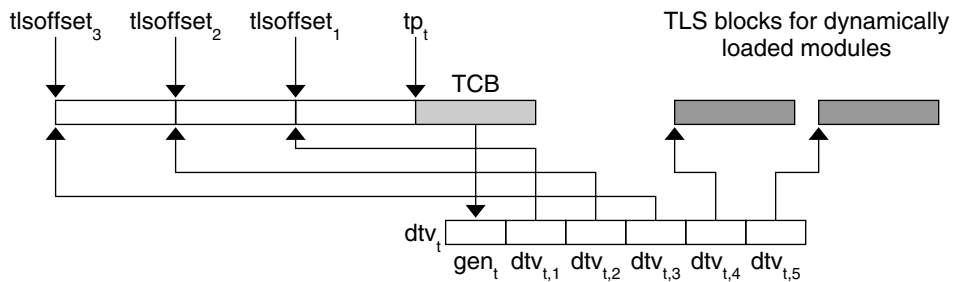 tlsoffset₃ tlsoffset₂ tlsoffset₁ tpₜ
TLS blocks for dynamically
loaded modules
TCB
dtvₜ
genₜ dtvₜ,₁ dtvₜ,₂ dtvₜ,₃ dtvₜ,₄ dtvₜ,₅